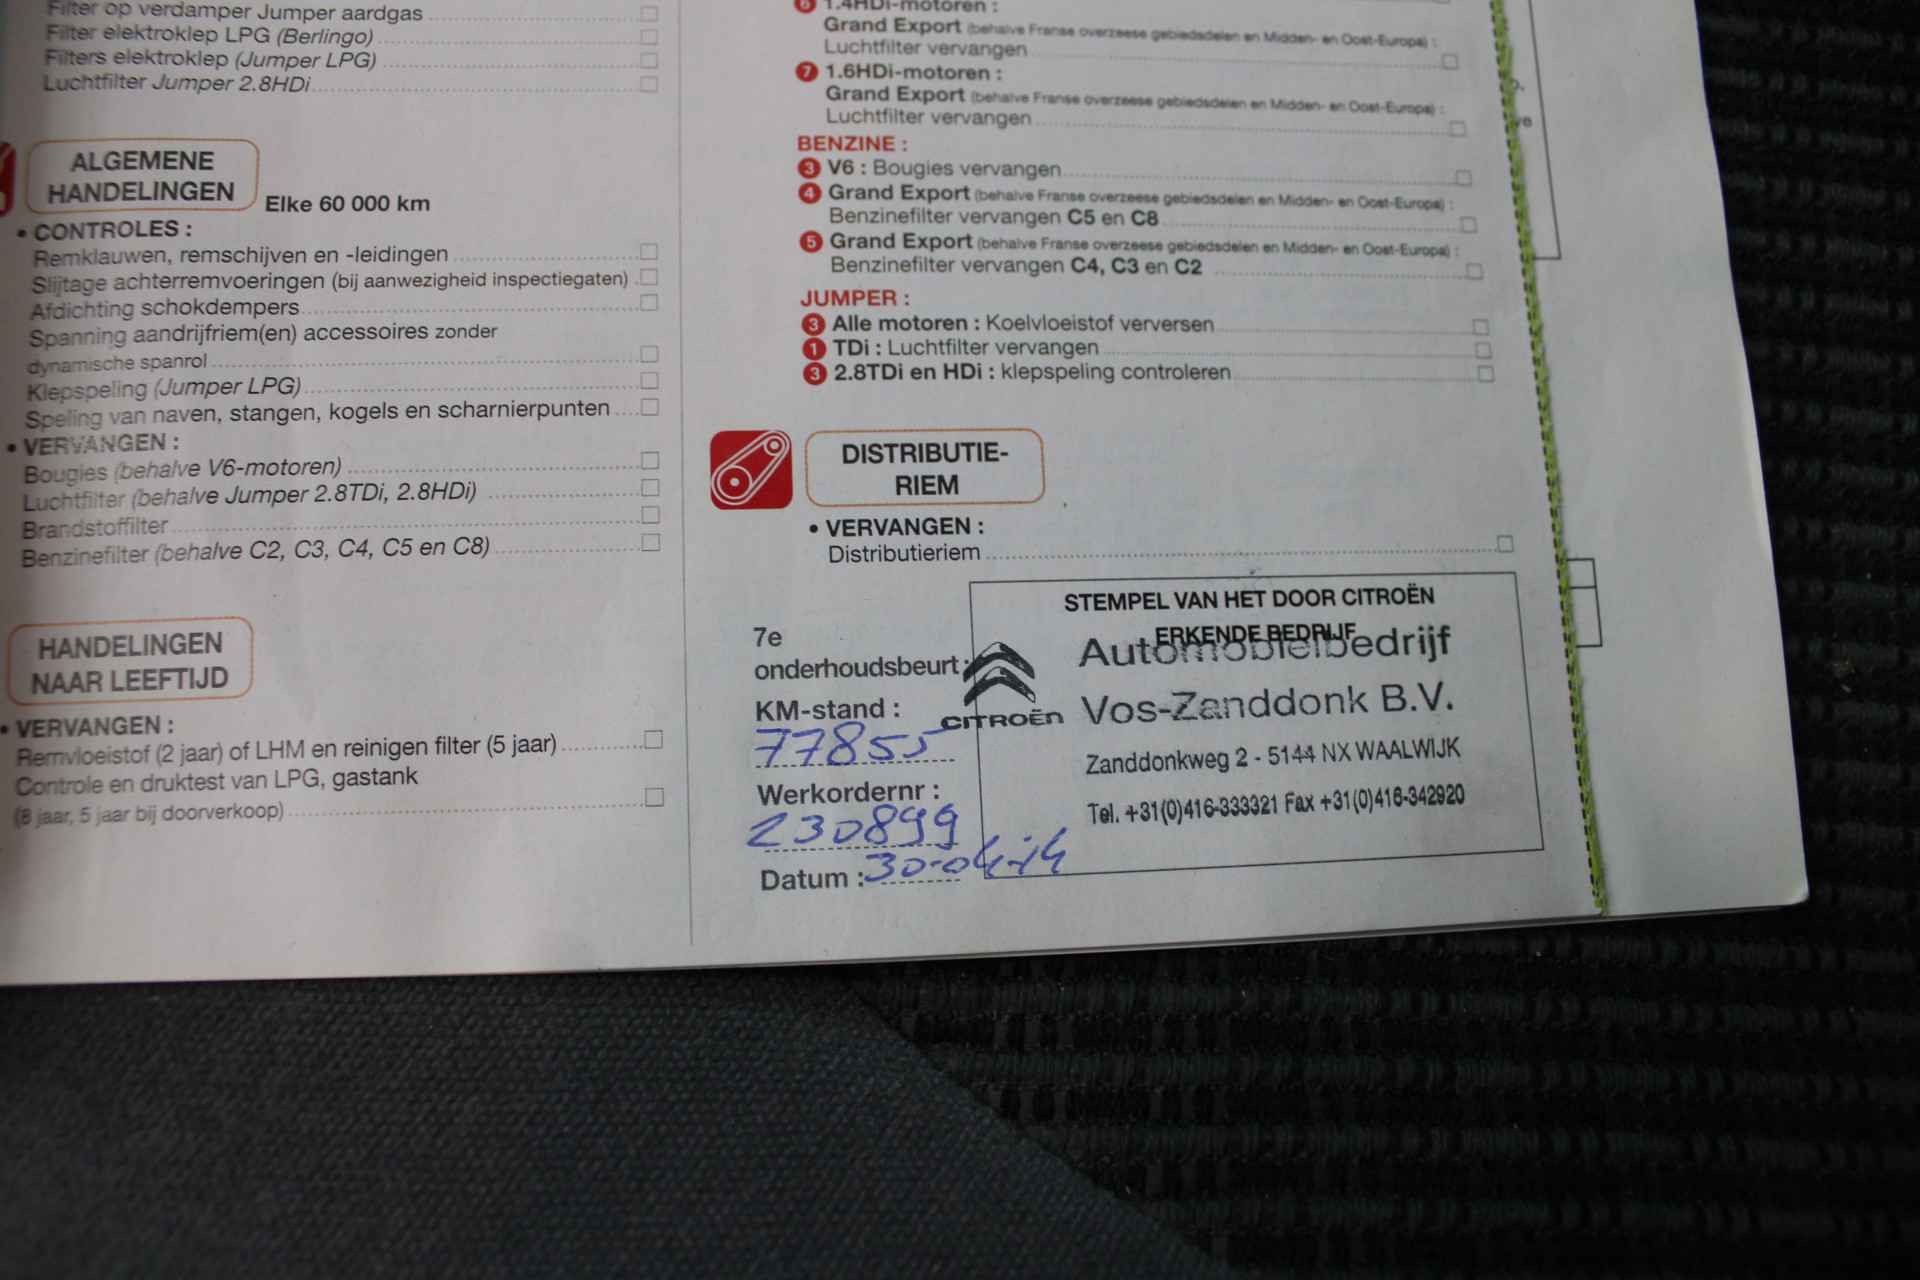 Filter op verdamper Jumper aardgas
Filter elektroklep LPG (Berlingo)
Filters elektroklep (Jumper LPG)
Luchtfilter Jumper 2.8HDi
ALGEMENE
HANDELINGEN
Elke 60 000 km
• CONTROLES :
Remklauwen, remschijven en -leidingen
Slijtage achterremvoeringen (bij aanwezigheid inspectiegaten)
Afdichting schokdempers
Spanning aandrijfriem(en) accessoires zonder
dynamische spanrol
Klepspeling (Jumper LPG)
Speling van naven, stangen, kogels en scharnierpunten
• VERVANGEN :
Bougies (behalve V6-motoren)
Luchtfilter (behalve Jumper 2.8TDi, 2.8HDi)
Brandstoffilter
Benzinefilter (behalve C2, C3, C4, C5 en C8)
HANDELINGEN
NAAR LEEFTIJD
• VERVANGEN :
Remvloeistof (2 jaar) of LHM en reinigen filter (5 jaar)
Controle en druktest van LPG, gastank
(8 jaar, 5 jaar bij doorverkoop)
6 1.4HDi-motoren :
Grand Export (behalve Franse overzeese gebiedsdelen en Midden- en Oost-Europa) :
Luchtfilter vervangen
7 1.6HDi-motoren :
Grand Export (behalve Franse overzeese gebiedsdelen en Midden- en Oost-Europa) :
Luchtfilter vervangen
BENZINE :
3 V6 : Bougies vervangen
4 Grand Export (behalve Franse overzeese gebiedsdelen en Midden- en Oost-Europa) :
Benzinefilter vervangen C5 en C8
5 Grand Export (behalve Franse overzeese gebiedsdelen en Midden- en Oost-Europa) :
Benzinefilter vervangen C4, C3 en C2
JUMPER :
3 Alle motoren : Koelvloeistof verversen
1 TDi : Luchtfilter vervangen
3 2.8TDi en HDi : klepspeling controleren
DISTRIBUTIE-
RIEM
• VERVANGEN :
Distributieriem
7e
onderhoudsbeurt :
KM-stand :
77855
Werkordernr :
230899
Datum : 30-04-14
STEMPEL VAN HET DOOR CITROËN
ERKENDE BEDRIJF
CITROËN
Automobielbedrijf
Vos-Zanddonk B.V.
Zanddonkweg 2 - 5144 NX WAALWIJK
Tel. +31(0)416-333321 Fax +31(0)416-342920